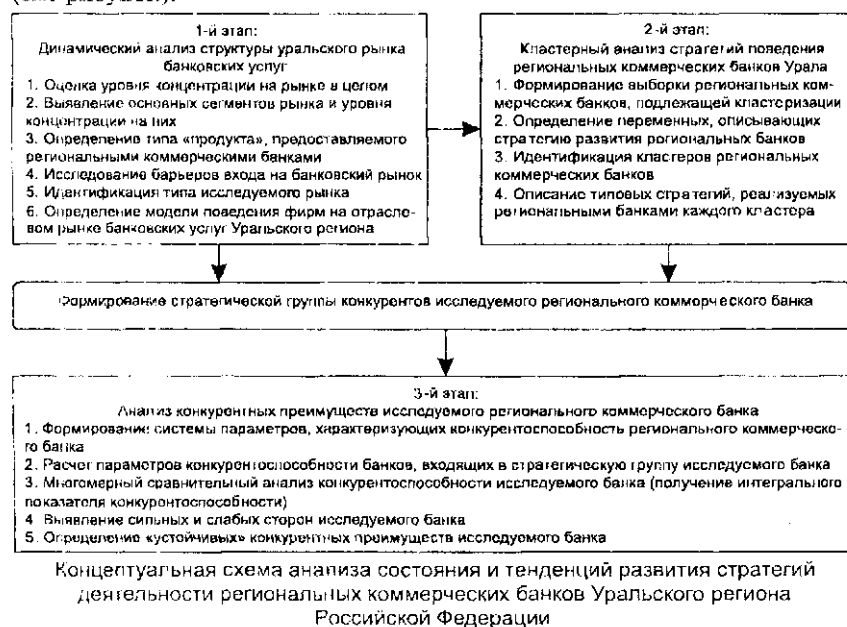 1-й этап:
Динамический анализ структуры уральского рынка
банковских услуг
1. Оценка уровня концентрации на рынке в целом
2. Выявление основных сегментов рынка и уровня
концентрации на них
3. Определение типа «продукта», предоставляемого
региональными коммерческими банками
4. Исследование барьеров входа на банковский рынок
5. Идентификация типа исследуемого рынка
6. Определение модели поведения фирм на отрасле-
вом рынке банковских услуг Уральского региона
2-й этап:
Кластерный анализ стратегий поведения
региональных коммерческих банков Урала
1. Формирование выборки региональных ком-
мерческих банков, подлежащей кластеризации
2. Определение переменных, описывающих
стратегию развития региональных банков
3. Идентификация кластеров региональных
коммерческих банков
4. Описание типовых стратегий, реализуемых
региональными банками каждого кластера
Формирование стратегической группы конкурентов исследуемого регионального коммерческого банка
3-й этап:
Анализ конкурентных преимуществ исследуемого регионального коммерческого банка
1. Формирование системы параметров, характеризующих конкурентоспособность регионального коммерческо-
го банка
2. Расчет параметров конкурентоспособности банков, входящих в стратегическую группу исследуемого банка
3. Многомерный сравнительный анализ конкурентоспособности исследуемого банка (получение интегрального
показателя конкурентоспособности)
4 Выявление сильных и слабых сторон исследуемого банка
5. Определение «устойчивых» конкурентных преимуществ исследуемого банка
Концептуальная схема анализа состояния и тенденций развития стратегий
деятельности региональных коммерческих банков Уральского региона
Российской Федерации